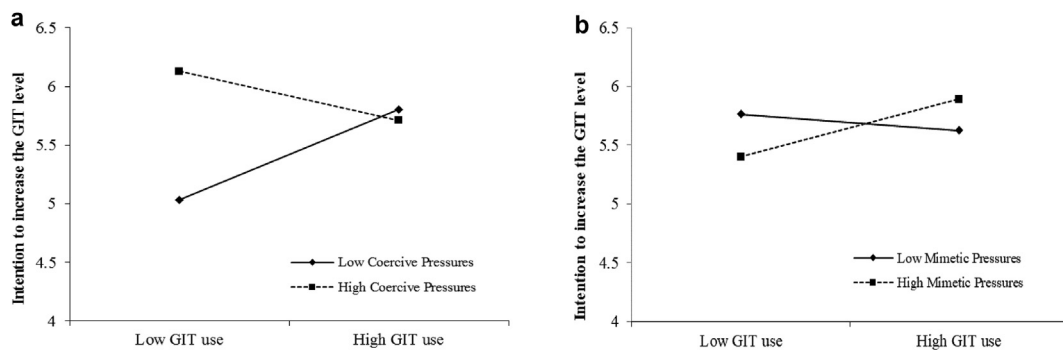 a
Intention to increase the GIT level
6.5
6
5.5
5
4.5
4
Low Coercive Pressures
High Coercive Pressures
Low GIT use
High GIT use
b
Intention to increase the GIT level
6.5
6
5.5
5
4.5
4
Low Mimetic Pressures
High Mimetic Pressures
Low GIT use
High GIT use